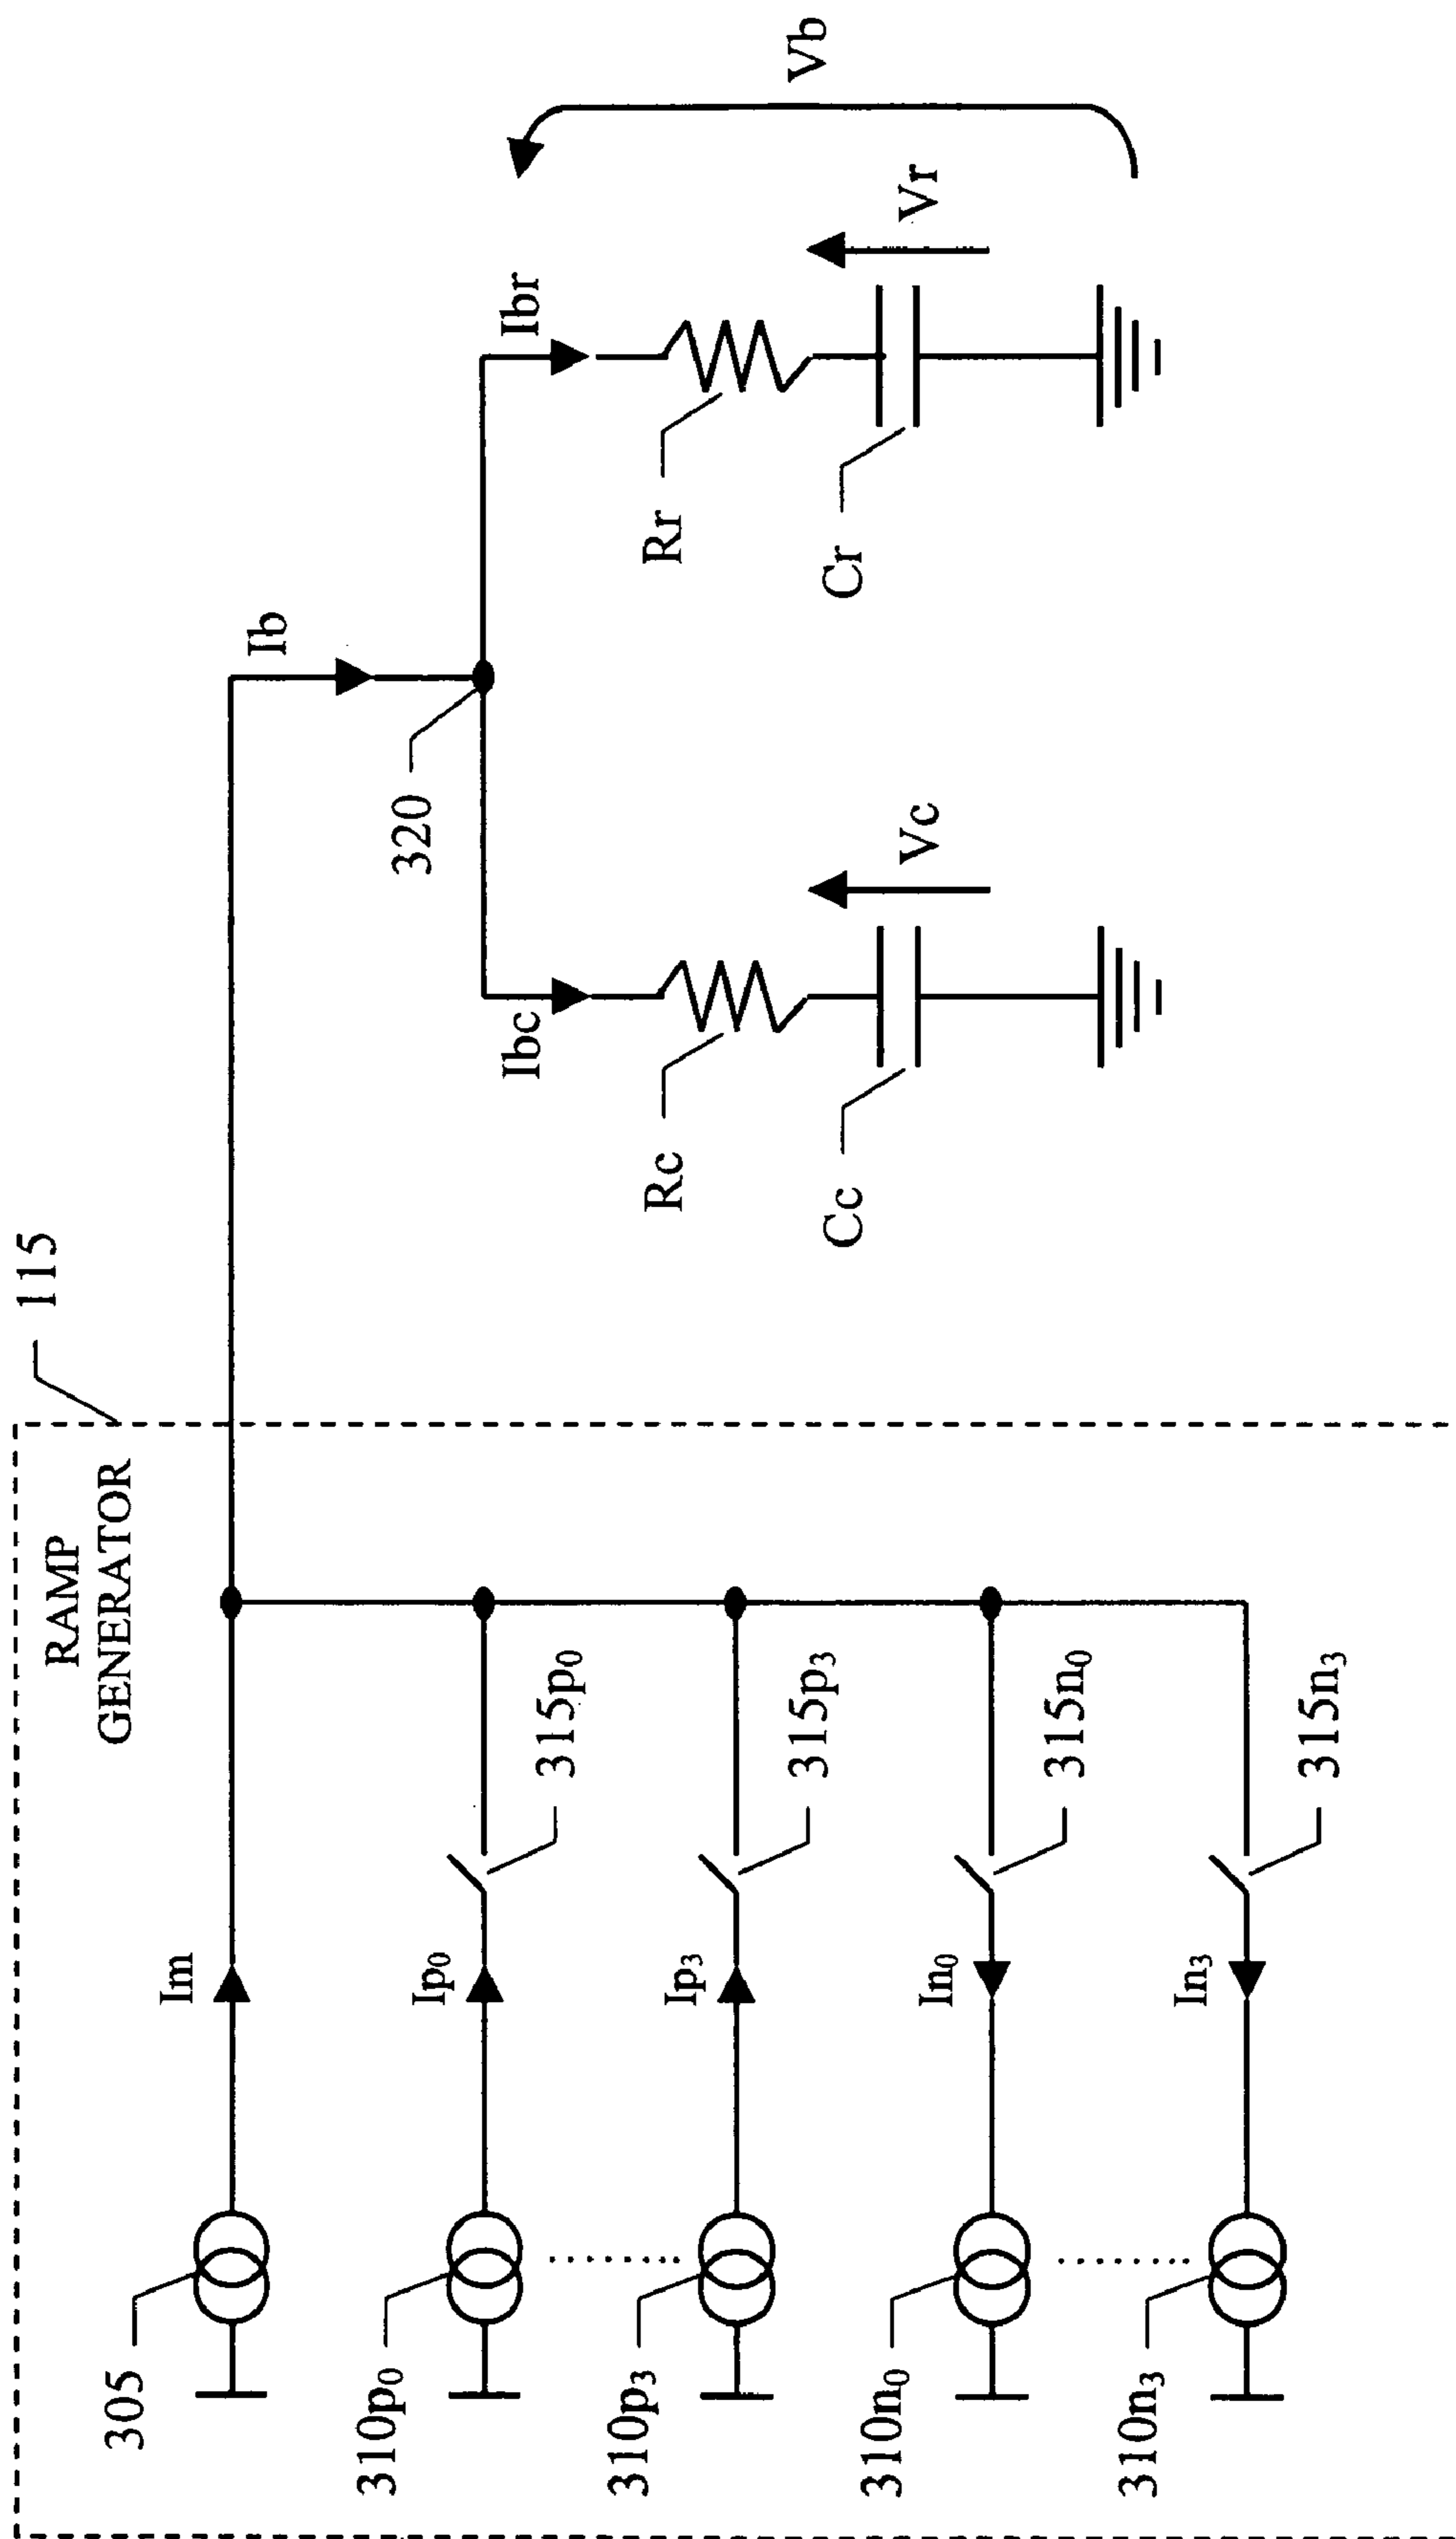 RAMP
GENERATOR
115
305
Im
310p₀
Ip₀
315p₀
310p₃
Ip₃
315p₃
310n₀
In₀
315n₀
310n₃
In₃
315n₃
Ib
320
Ibc
Ibr
Rc
Rr
Cc
Cr
Vc
Vr
Vb